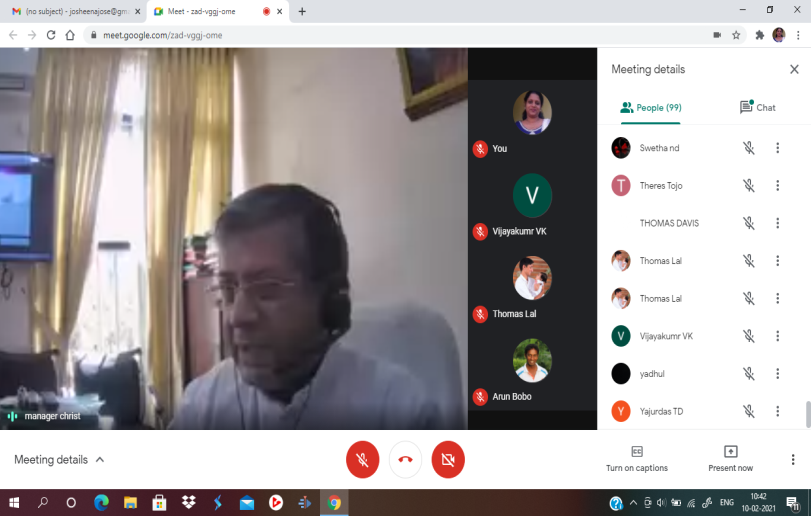 (no subject) - josheenajose@gm
Meet - zad-vggj-ome
meet.google.com/zad-vggj-ome
Meeting details
People (99)
Chat
You
V
Vijayakumr VK
Thomas Lal
Arun Bobo
manager christ
Swetha nd
T
Theres Tojo
THOMAS DAVIS
Thomas Lal
Thomas Lal
V
Vijayakumr VK
yadhul
Y
Yajurdas TD
Meeting details
CC
Turn on captions
Present now
ENG
10:42
10-02-2021